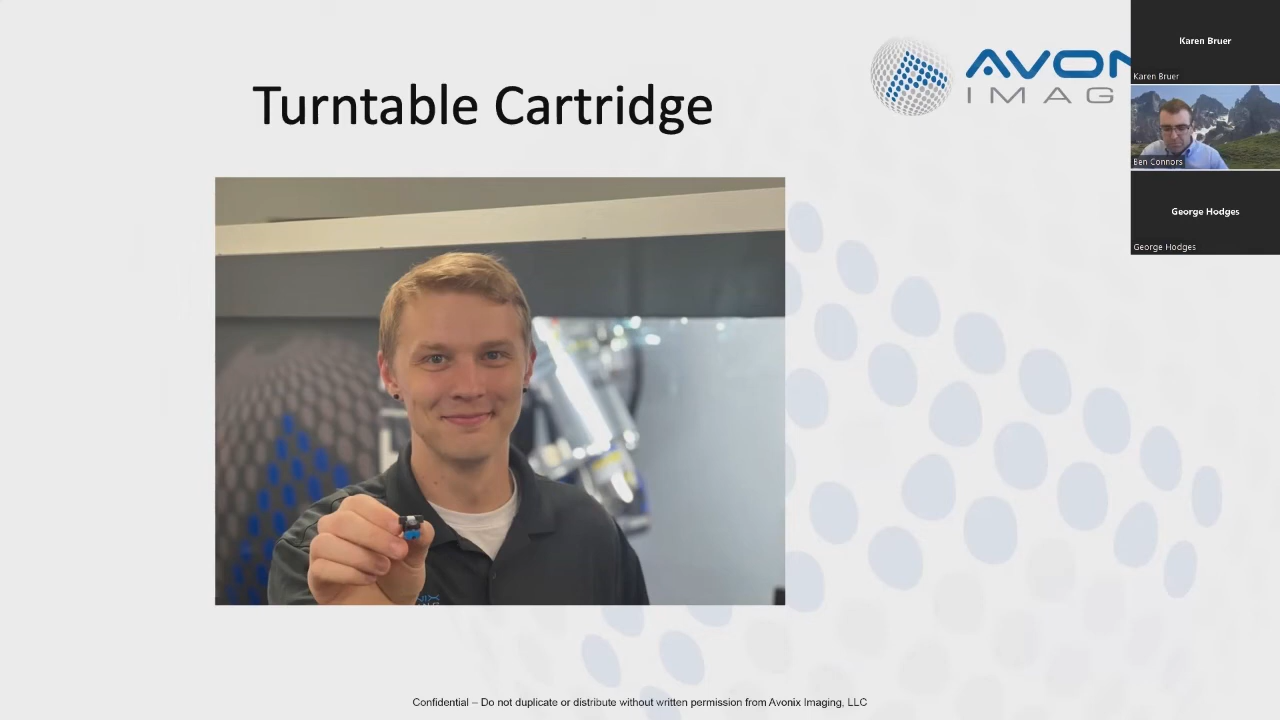 Turntable Cartridge
AVON
IMAG
Karen Bruer
Karen Bruer
Ben Connors
George Hodges
George Hodges
Confidential – Do not duplicate or distribute without written permission from Avonix Imaging, LLC